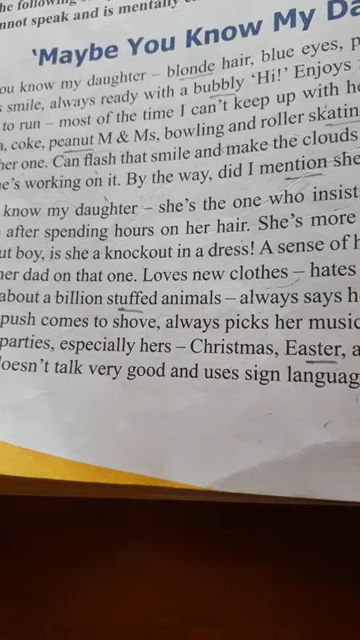 he following
nnot speak and is mentally
'Maybe You Know My Da
ou know my daughter – blonde hair, blue eyes, p
s smile, always ready with a bubbly 'Hi!' Enjoys
to run – most of the time I can't keep up with he
a, coke, peanut M & Ms, bowling and roller skatin
her one. Can flash that smile and make the clouds
e's working on it. By the way, did I mention she
know my daughter – she's the one who insist
after spending hours on her hair. She's more
ut boy, is she a knockout in a dress! A sense of h
her dad on that one. Loves new clothes – hates
about a billion stuffed animals – always says h
push comes to shove, always picks her music
parties, especially hers – Christmas, Easter, a
oesn't talk very good and uses sign languag